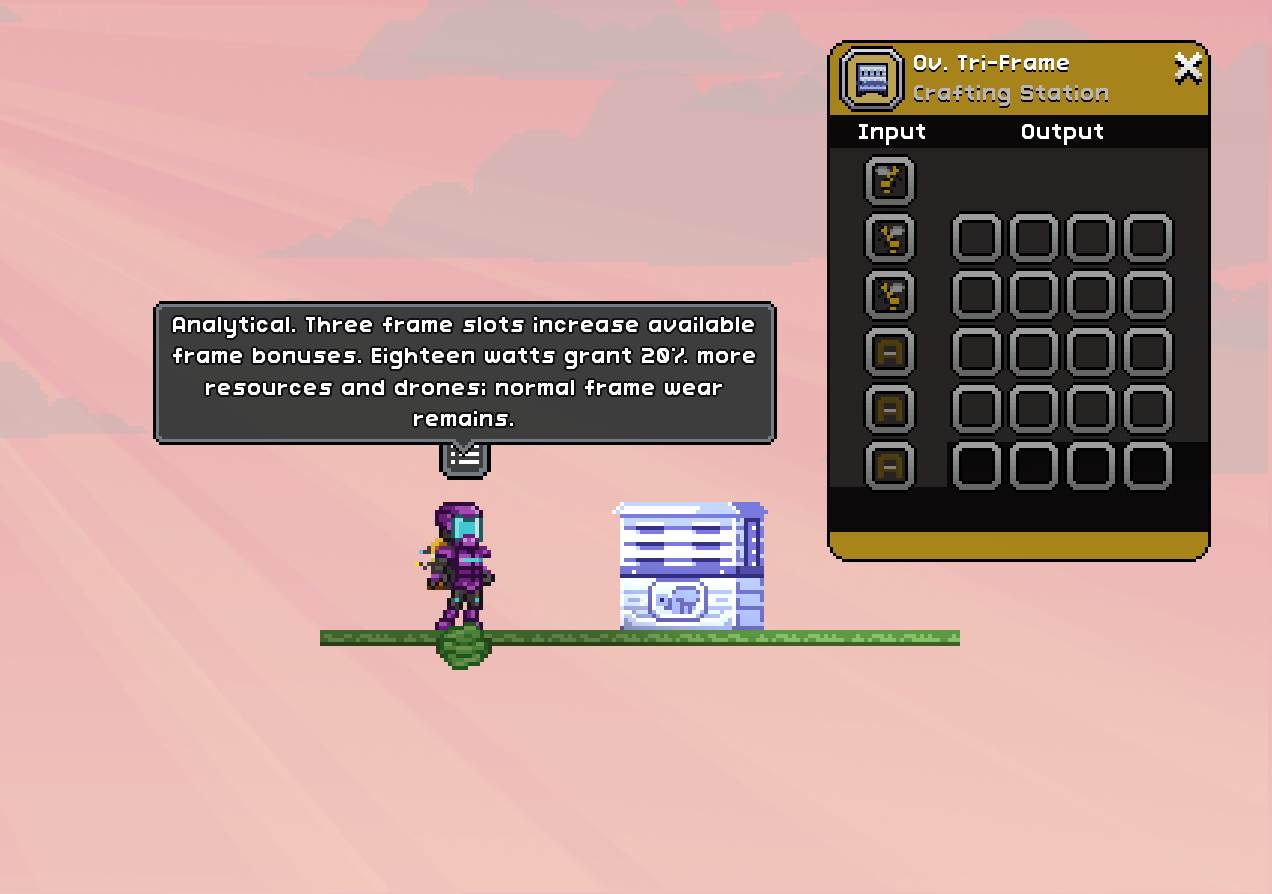 Ov. Tri-Frame
Crafting Station
Input Output
Analytical. Three frame slots increase available
frame bonuses. Eighteen watts grant 20% more
resources and drones; normal frame wear
remains.